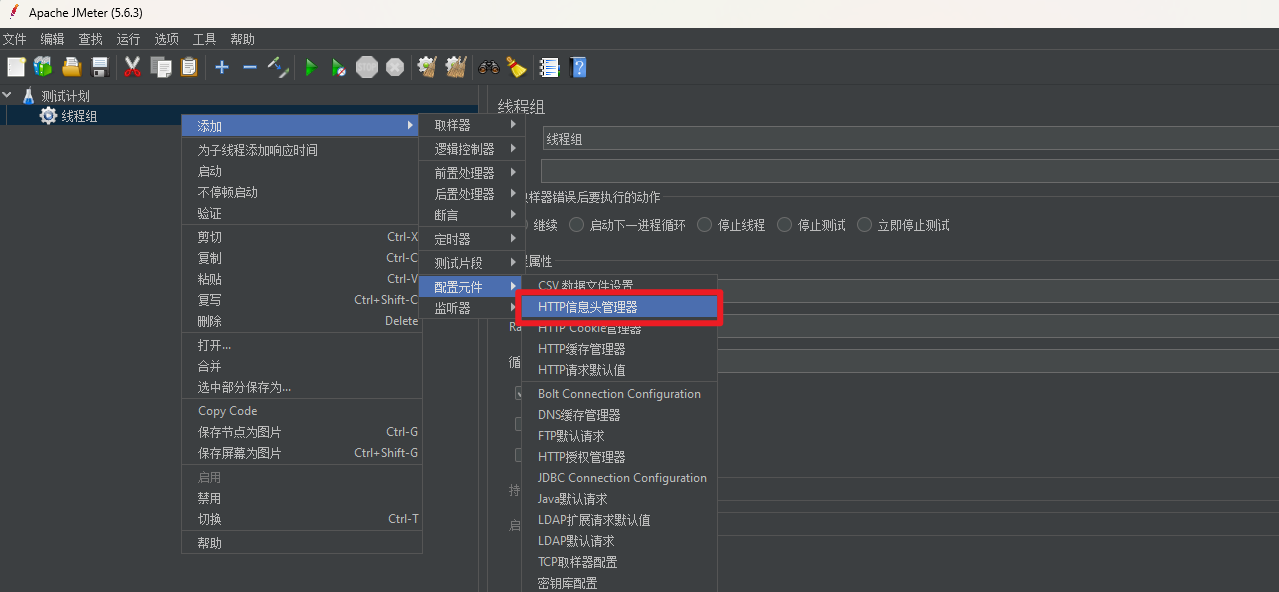 Apache JMeter (5.6.3)
文件 编辑 查找 运行 选项 工具 帮助
STOP
测试计划
线程组
添加
为子线程添加响应时间
启动
不停顿启动
验证
剪切 Ctrl-X
复制 Ctrl-C
粘贴 Ctrl-V
复写 Ctrl+Shift-C
删除 Delete
打开...
合并
选中部分保存为...
Copy Code
保存节点为图片 Ctrl-G
保存屏幕为图片 Ctrl+Shift-G
启用
禁用
切换 Ctrl-T
帮助
取样器
逻辑控制器
前置处理器
后置处理器
断言
定时器
测试片段
配置元件
监听器
CSV 数据文件设置
HTTP信息头管理器
HTTP Cookie管理器
HTTP缓存管理器
HTTP请求默认值
Bolt Connection Configuration
DNS缓存管理器
FTP默认请求
HTTP授权管理器
JDBC Connection Configuration
Java默认请求
LDAP扩展请求默认值
LDAP默认请求
TCP取样器配置
密钥库配置
线程组
线程组
样器错误后要执行的动作
继续 启动下一进程循环 停止线程 停止测试 立即停止测试
属性
Ra
循
持
启